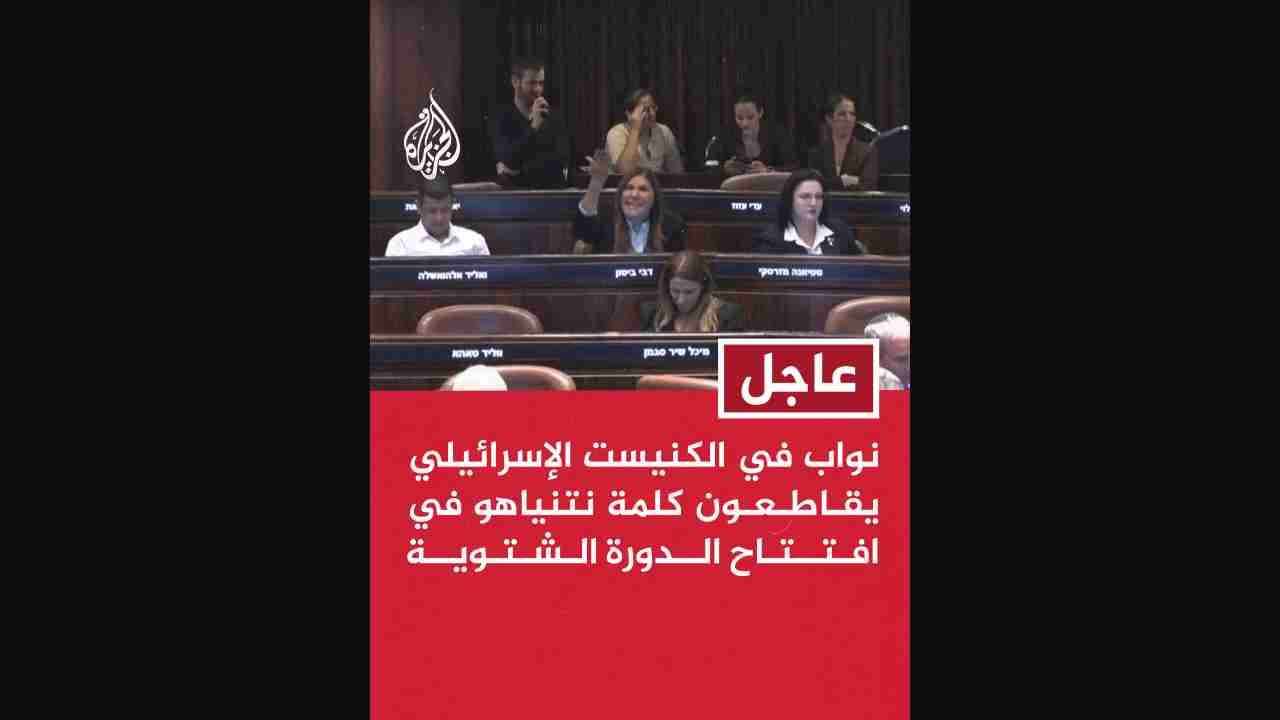 الجزيرة
עדי עזוז
ואליד אלהואשלה
דבי ביטון
טטיאנה מזרסקי
ווליד טאהא
מיכל שיר סגמן
عاجل
نواب في الكنيست الإسرائيلي
يقاطعون كلمة نتنياهو في
افتتاح الدورة الشتوية